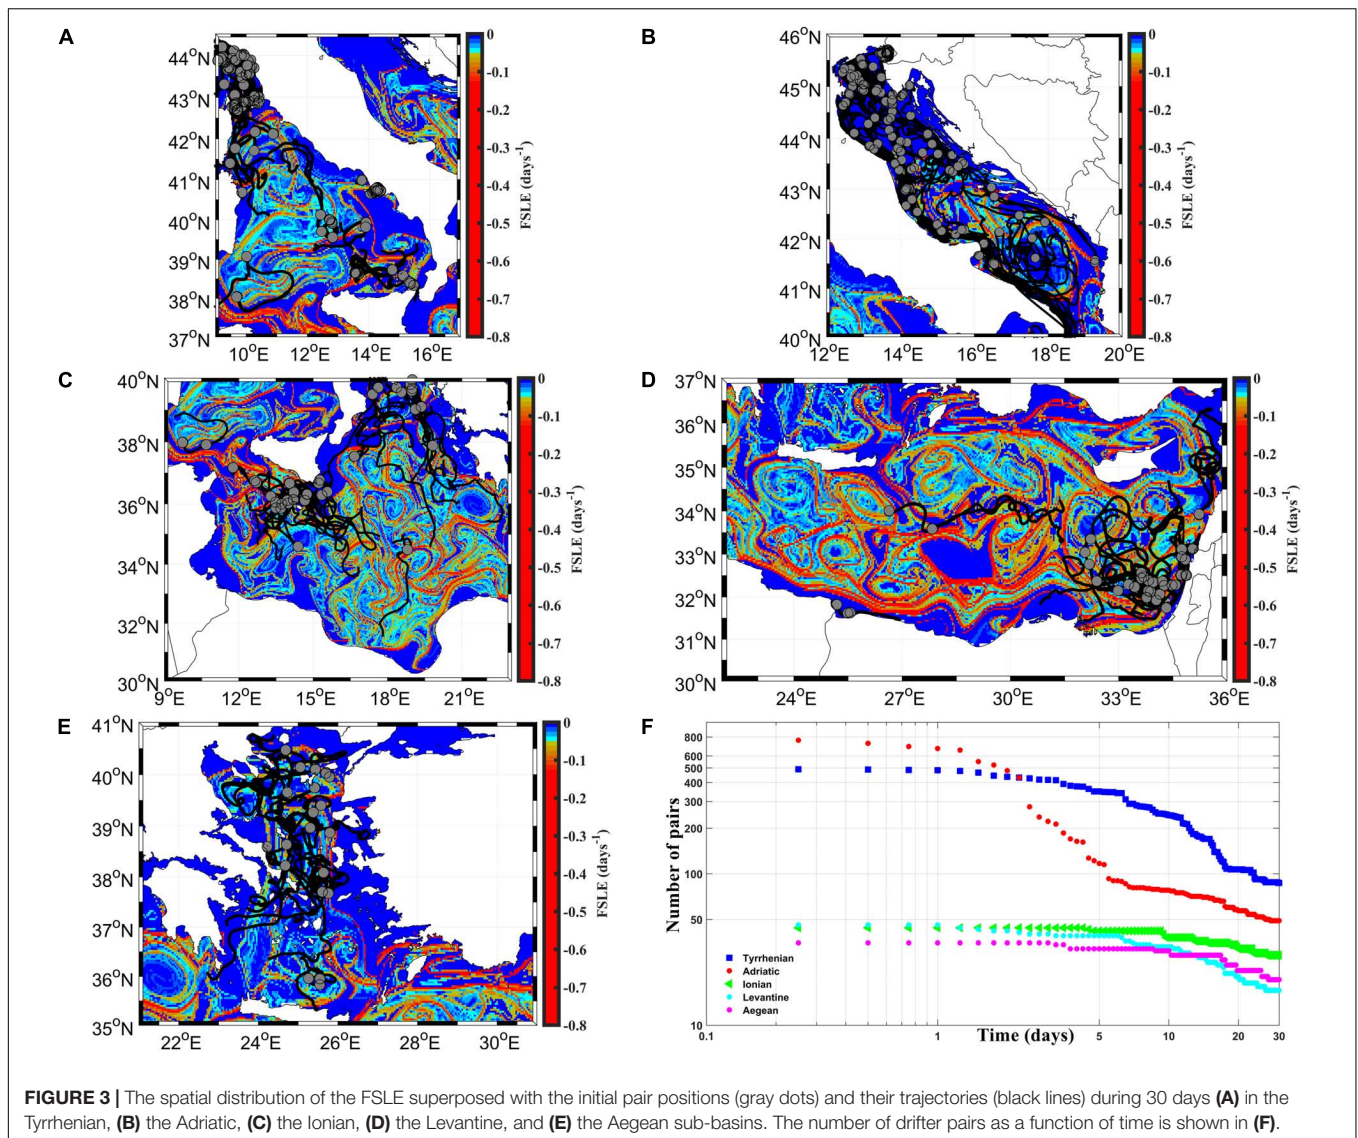 A
44°N
43°N
42°N
41°N
40°N
39°N
38°N
37°N
10°E 12°E 14°E 16°E
0
-0.1
-0.2
-0.3
-0.4
-0.5
-0.6
-0.7
-0.8
FSLE (days⁻¹)
B
46°N
45°N
44°N
43°N
42°N
41°N
40°N
12°E 14°E 16°E 18°E 20°E
0
-0.1
-0.2
-0.3
-0.4
-0.5
-0.6
-0.7
-0.8
FSLE (days⁻¹)
C
40°N
38°N
36°N
34°N
32°N
30°N
9°E 12°E 15°E 18°E 21°E
0
-0.1
-0.2
-0.3
-0.4
-0.5
-0.6
-0.7
-0.8
FSLE (days⁻¹)
D
37°N
36°N
35°N
34°N
33°N
32°N
31°N
30°N
24°E 27°E 30°E 33°E 36°E
0
-0.1
-0.2
-0.3
-0.4
-0.5
-0.6
-0.7
-0.8
FSLE (days⁻¹)
E
41°N
40°N
39°N
38°N
37°N
36°N
35°N
22°E 24°E 26°E 28°E 30°E
0
-0.1
-0.2
-0.3
-0.4
-0.5
-0.6
-0.7
-0.8
FSLE (days⁻¹)
F
800
600
500
400
300
200
100
50
10
Number of pairs
Tyrrhenian
Adriatic
Ionian
Levantine
Aegean
0.1 1 5 10 20 30
Time (days)
FIGURE 3 | The spatial distribution of the FSLE superposed with the initial pair positions (gray dots) and their trajectories (black lines) during 30 days (A) in the
Tyrrhenian, (B) the Adriatic, (C) the Ionian, (D) the Levantine, and (E) the Aegean sub-basins. The number of drifter pairs as a function of time is shown in (F).